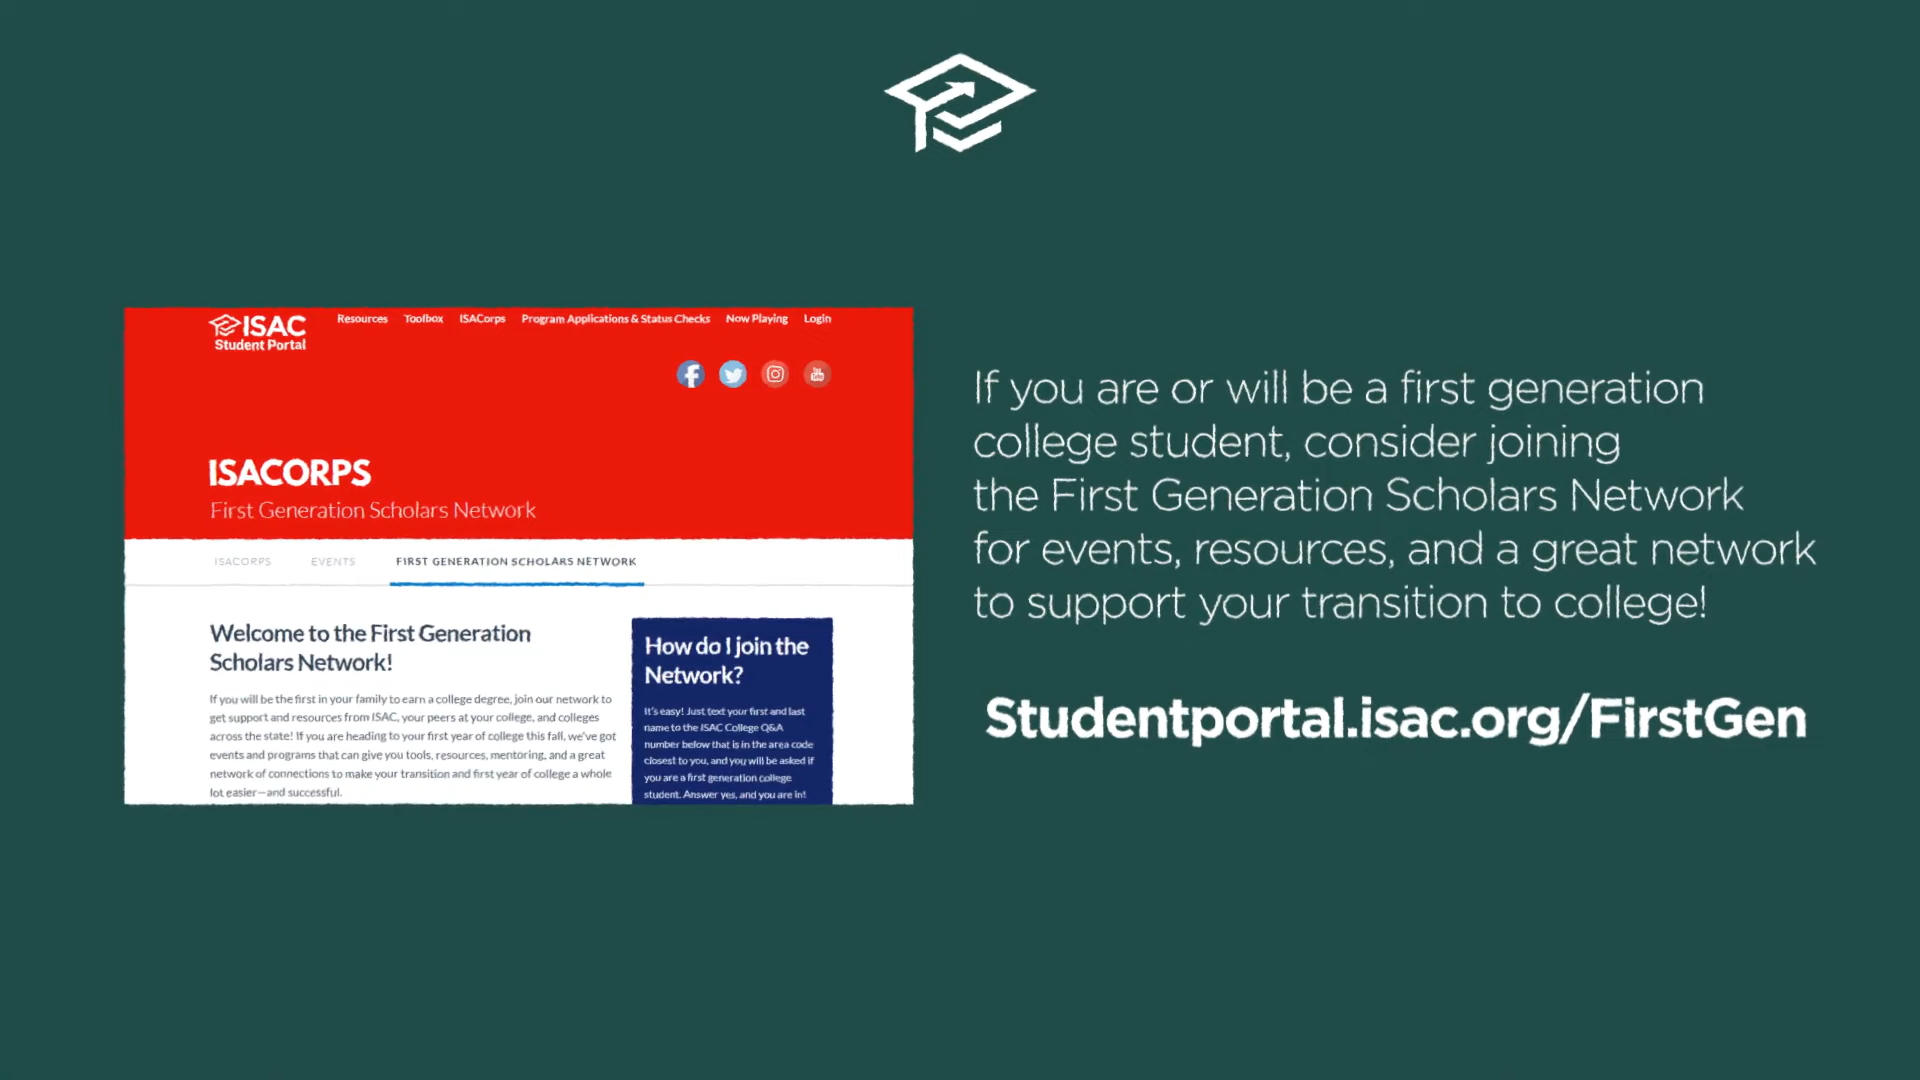 ISAC
Student Portal
Resources Toolbox ISACorps Program Applications & Status Checks Now Playing Login
ISACORPS
First Generation Scholars Network
ISACORPS EVENTS FIRST GENERATION SCHOLARS NETWORK
Welcome to the First Generation
Scholars Network!
If you will be the first in your family to earn a college degree, join our network to
get support and resources from ISAC, your peers at your college, and colleges
across the state! If you are heading to your first year of college this fall, we've got
events and programs that can give you tools, resources, mentoring, and a great
network of connections to make your transition and first year of college a whole
lot easier—and successful.
How do I join the
Network?
It's easy! Just text your first and last
name to the ISAC College Q&A
number below that is in the area code
closest to you, and you will be asked if
you are a first generation college
student. Answer yes, and you are in!
If you are or will be a first generation
college student, consider joining
the First Generation Scholars Network
for events, resources, and a great network
to support your transition to college!
Studentportal.isac.org/FirstGen